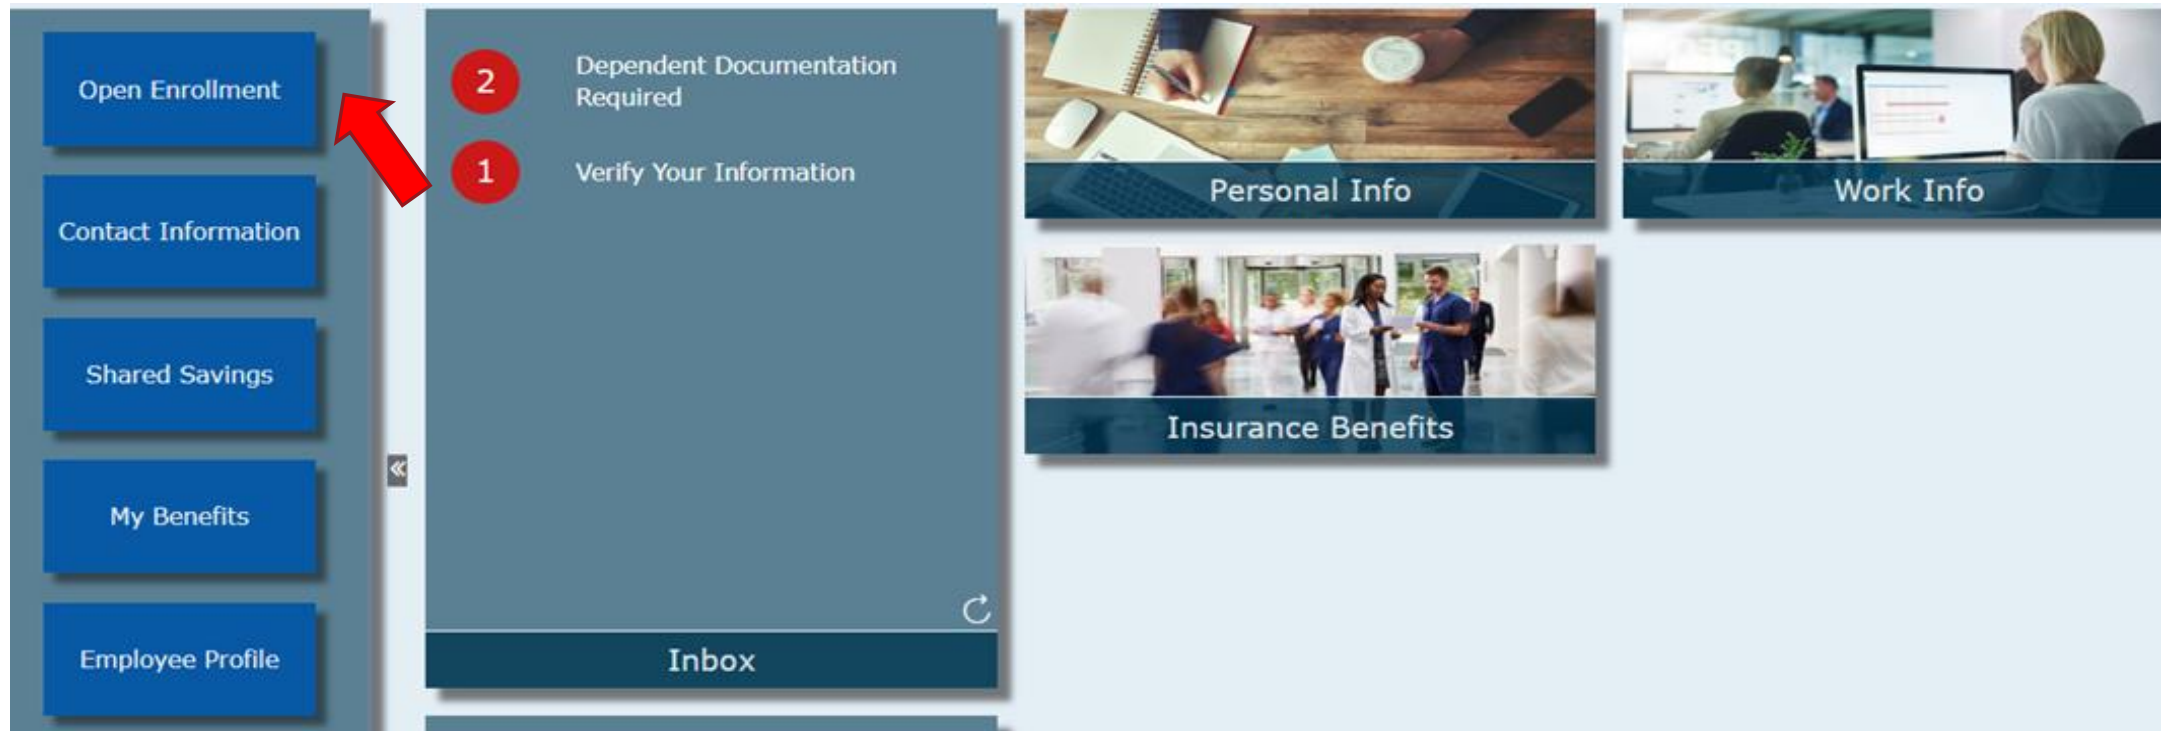 Open Enrollment
Contact Information
Shared Savings
My Benefits
Employee Profile
«
2
Dependent Documentation
Required
1
Verify Your Information
Inbox
Personal Info
Work Info
Insurance Benefits